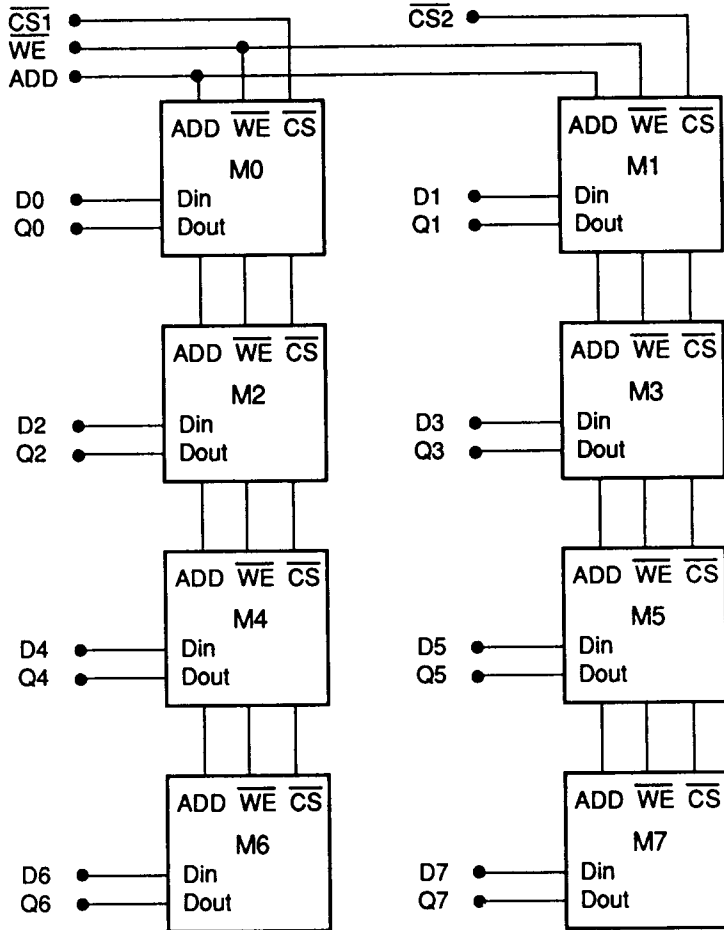 CS1
CS2
WE
ADD
ADD WE CS
M0
D0 Din
Q0 Dout
ADD WE CS
M1
D1 Din
Q1 Dout
ADD WE CS
M2
D2 Din
Q2 Dout
ADD WE CS
M3
D3 Din
Q3 Dout
ADD WE CS
M4
D4 Din
Q4 Dout
ADD WE CS
M5
D5 Din
Q5 Dout
ADD WE CS
M6
D6 Din
Q6 Dout
ADD WE CS
M7
D7 Din
Q7 Dout